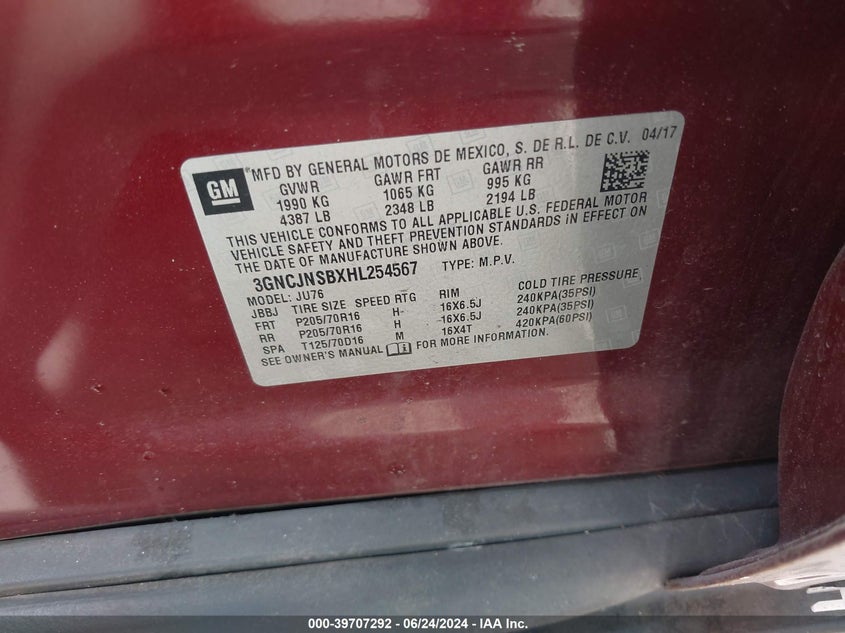 GM
®MFD BY GENERAL MOTORS DE MEXICO, S. DE R.L. DE C.V. 04/17
GVWR GAWR FRT GAWR RR
1990 KG 1065 KG 995 KG
4387 LB 2348 LB 2194 LB
THIS VEHICLE CONFORMS TO ALL APPLICABLE U.S. FEDERAL MOTOR
VEHICLE SAFETY AND THEFT PREVENTION STANDARDS IN EFFECT ON
THE DATE OF MANUFACTURE SHOWN ABOVE.
3GNCJNSBXHL254567 TYPE: M.P.V.
MODEL: JU76
JBBJ TIRE SIZE SPEED RTG RIM COLD TIRE PRESSURE
FRT P205/70R16 H- 16X6.5J 240KPA(35PSI)
RR P205/70R16 H -16X6.5J 240KPA(35PSI)
SPA T125/70D16 M 16X4T 420KPA(60PSI)
SEE OWNER'S MANUAL FOR MORE INFORMATION.
000-39707292 - 06/24/2024 - IAA Inc.